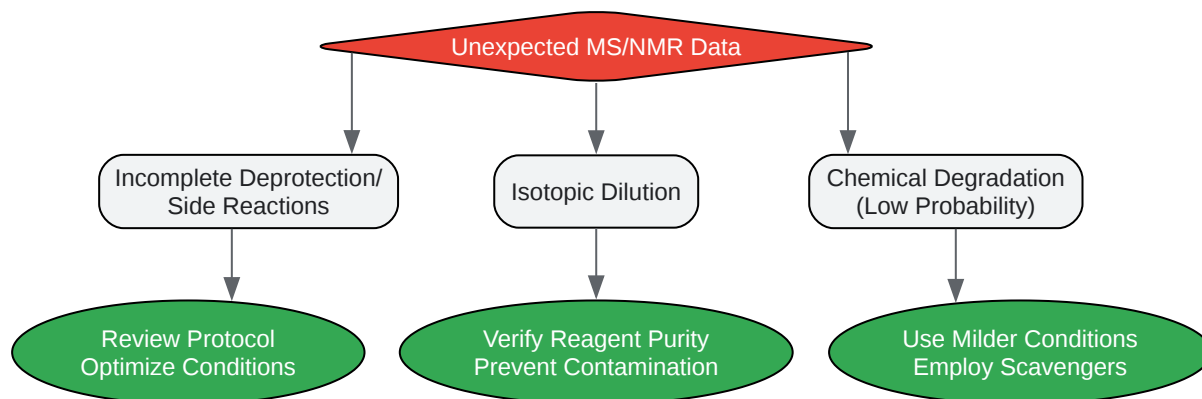 Unexpected MS/NMR Data
Incomplete Deprotection/
Side Reactions
Isotopic Dilution
Chemical Degradation
(Low Probability)
Review Protocol
Optimize Conditions
Verify Reagent Purity
Prevent Contamination
Use Milder Conditions
Employ Scavengers